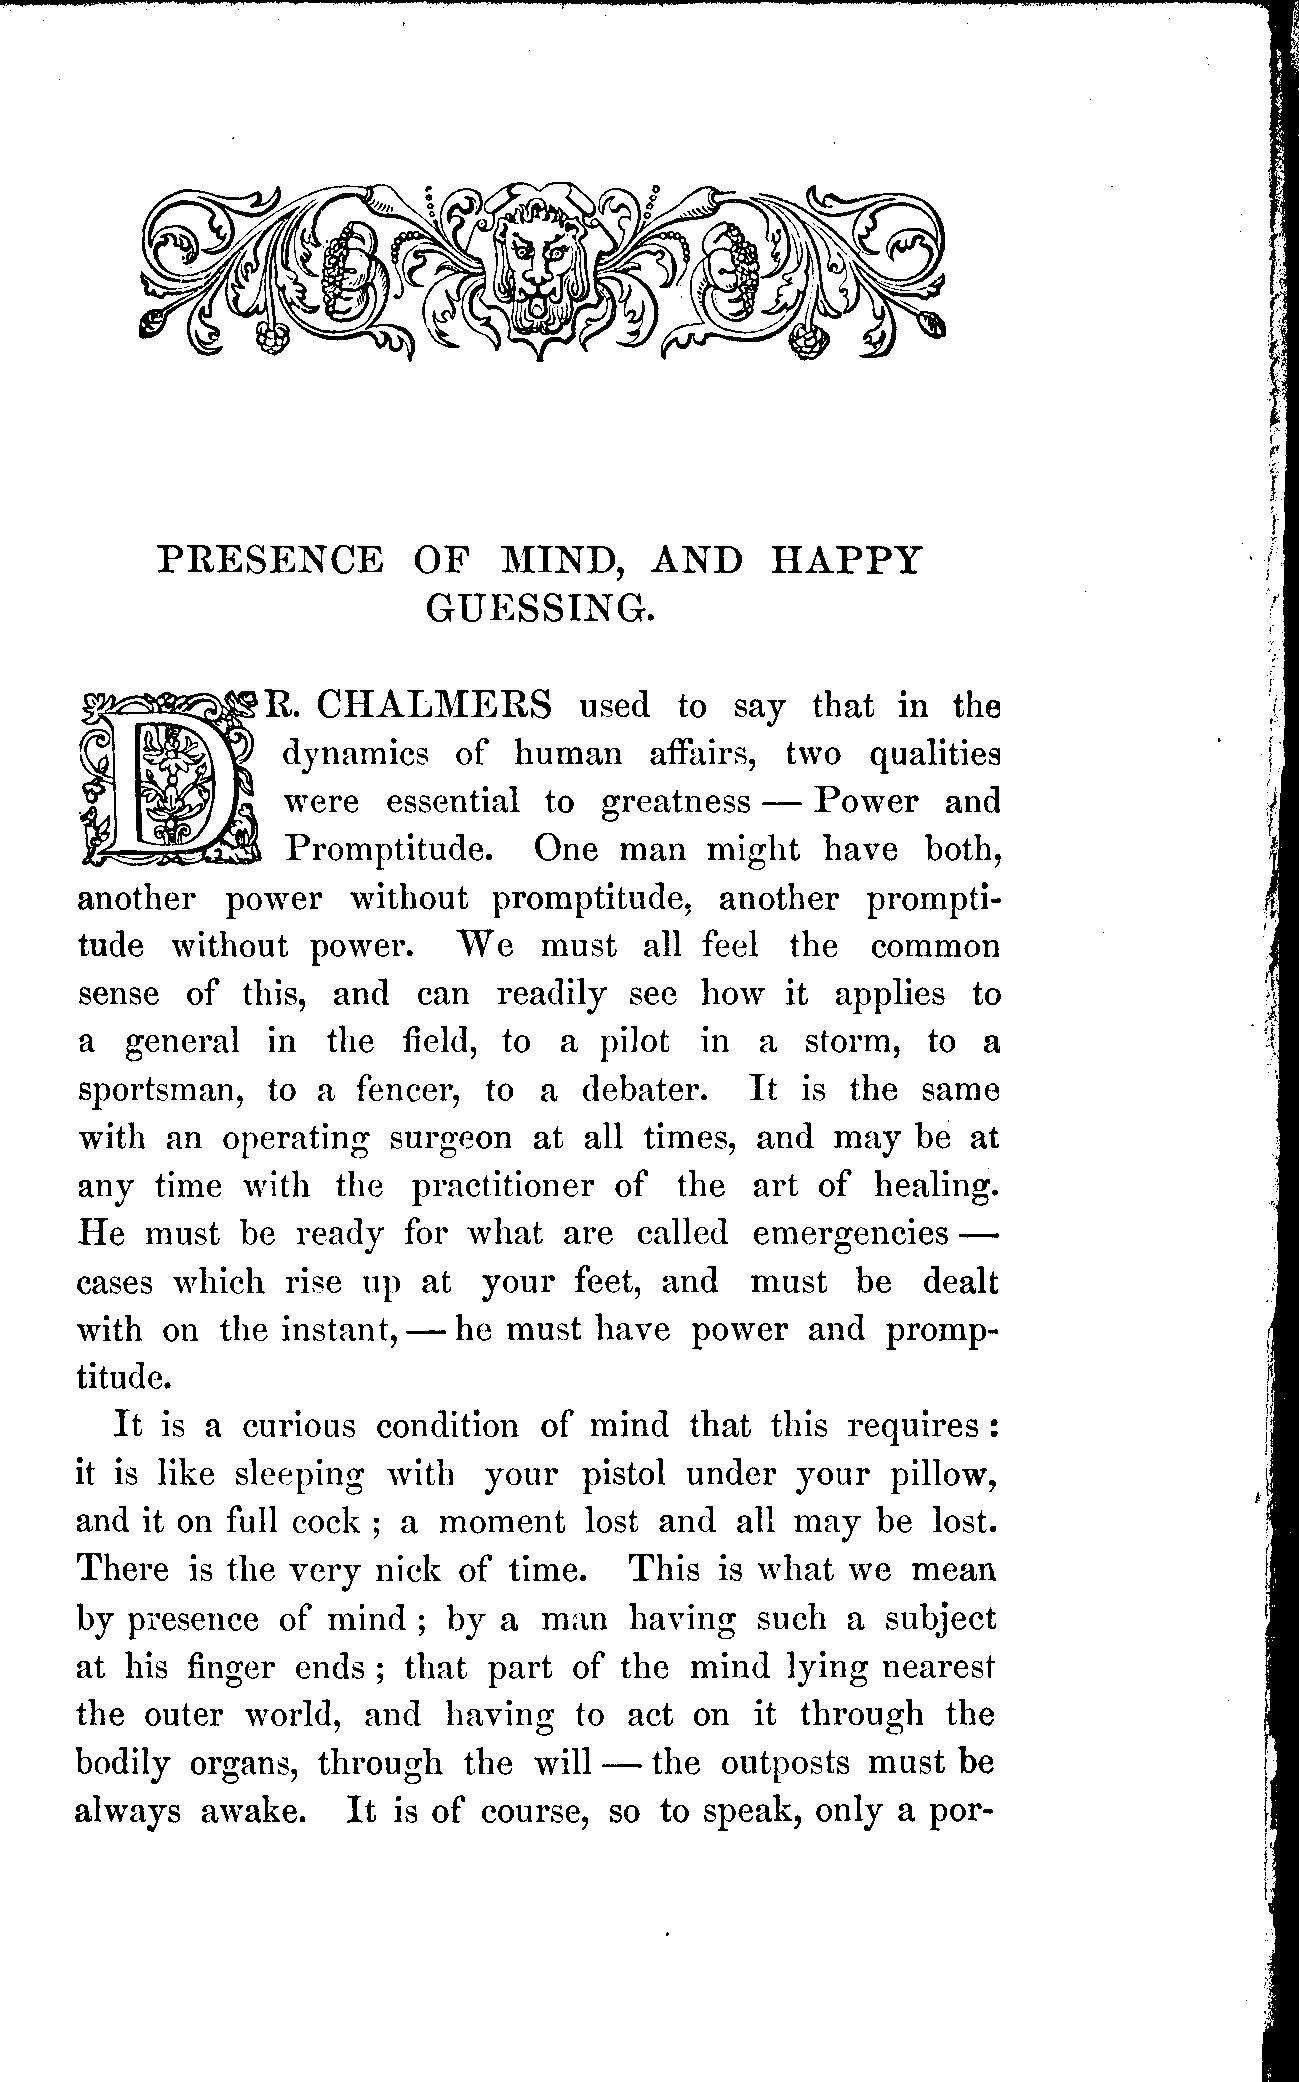 PRESENCE OF MIND, AND HAPPY
GUESSING.
DR. CHALMERS used to say that in the
dynamics of human affairs, two qualities
were essential to greatness — Power and
Promptitude. One man might have both,
another power without promptitude, another prompti-
tude without power. We must all feel the common
sense of this, and can readily see how it applies to
a general in the field, to a pilot in a storm, to a
sportsman, to a fencer, to a debater. It is the same
with an operating surgeon at all times, and may be at
any time with the practitioner of the art of healing.
He must be ready for what are called emergencies —
cases which rise up at your feet, and must be dealt
with on the instant, — he must have power and promp-
titude.
It is a curious condition of mind that this requires :
it is like sleeping with your pistol under your pillow,
and it on full cock ; a moment lost and all may be lost.
There is the very nick of time. This is what we mean
by presence of mind ; by a man having such a subject
at his finger ends ; that part of the mind lying nearest
the outer world, and having to act on it through the
bodily organs, through the will — the outposts must be
always awake. It is of course, so to speak, only a por-